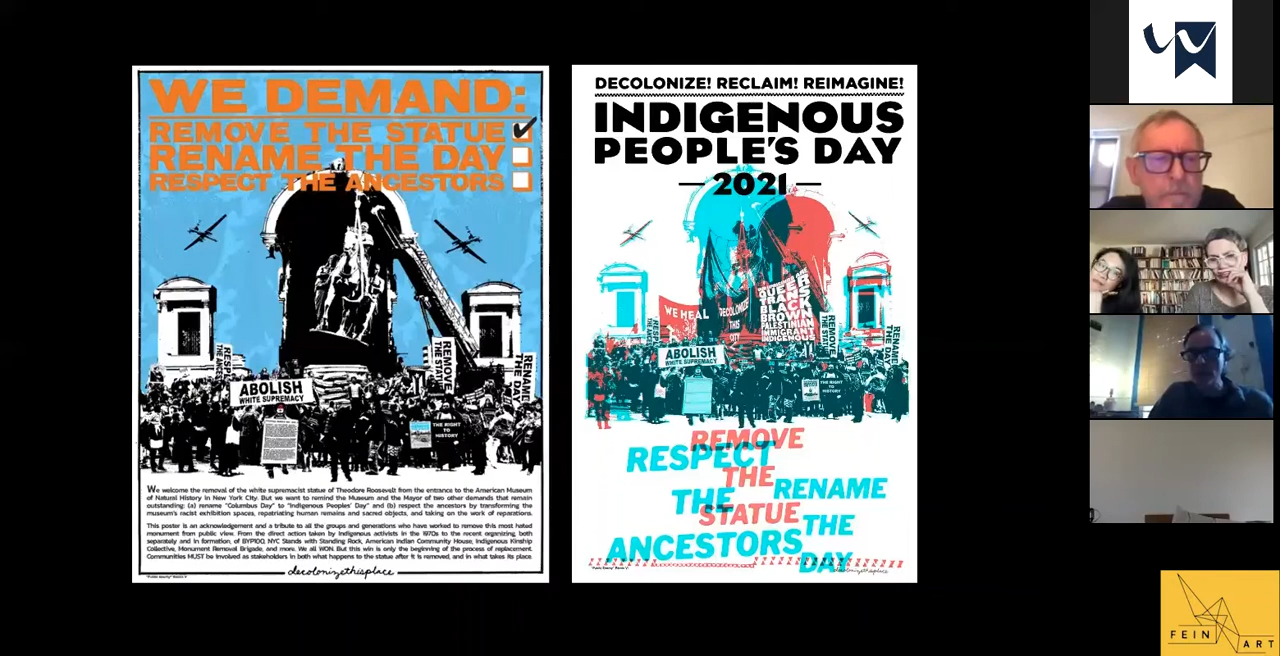 WE DEMAND:
REMOVE THE STATUE
RENAME THE DAY
RESPECT THE ANCESTORS
ABOLISH
WHITE SUPREMACY
REMOVE
THE STA
RENAME
THE DAY
THE RIGHT
TO
HISTORY
We welcome the removal of the white supremacist statue of Theodore Roosevelt from the entrance to the American Museum
of Natural History in New York City. But we want to remind the Museum and the Mayor of two other demands that remain
outstanding: (a) rename "Columbus Day" to "Indigenous Peoples' Day" and (b) respect the ancestors by transforming the
museum's racist exhibition spaces, repatriating human remains and sacred objects, and taking on the work of reparations.
This poster is an acknowledgement and a tribute to all the groups and generations who have worked to remove this most hated
monument from public view. From the direct action taken by Indigenous activists in the 1970s to the recent organizing, both
separately and in formation, of BYP100, NYC Stands with Standing Rock, American Indian Community House, Indigenous Kinship
Collective, Monument Removal Brigade, and more. We all WON. But this win is only the beginning of the process of replacement.
Communities MUST be involved as stakeholders in both what happens to the statue after it is removed, and in what takes its place.
decolonizethisplace
DECOLONIZE! RECLAIM! REIMAGINE!
INDIGENOUS
PEOPLE'S DAY
— 2021 —
WE HEAL
DECOLONIZE
THIS
CITY
QUEER
TRANS
BLACK
BROWN
PALESTINIAN
IMMIGRANT
INDIGENOUS
ABOLISH
WHITE SUPREMACY
REMOVE
THE STA
RENAME
THE DAY
THE RIGHT
TO
HISTORY
REMOVE
RESPECT
THE
THE RENAME
STATUE THE
ANCESTORS
DAY
decolonizethisplace
FEIN ART